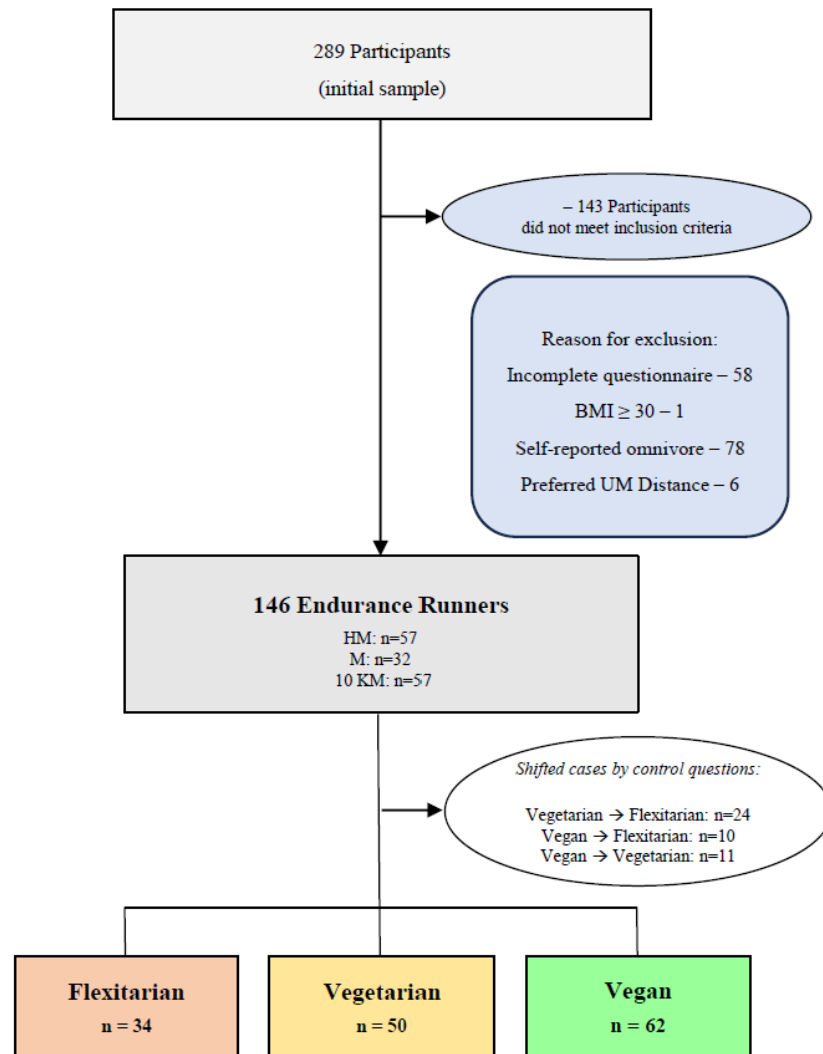 289 Participants
(initial sample)
– 143 Participants
did not meet inclusion criteria
Reason for exclusion:
Incomplete questionnaire – 58
BMI ≥ 30 – 1
Self-reported omnivore – 78
Preferred UM Distance – 6
146 Endurance Runners
HM: n=57
M: n=32
10 KM: n=57
Shifted cases by control questions:
Vegetarian → Flexitarian: n=24
Vegan → Flexitarian: n=10
Vegan → Vegetarian: n=11
Flexitarian
n = 34
Vegetarian
n = 50
Vegan
n = 62